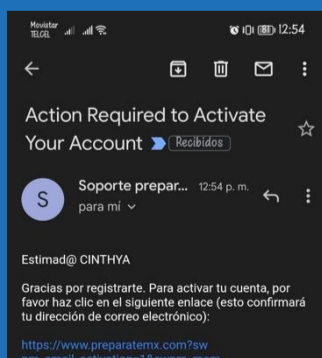 Movistar
TELCEL
81 12:54
Action Required to Activate
Your Account Recibidos
S
Soporte prepar... 12:54 p. m.
para mí
Estimad@ CINTHYA
Gracias por registrarte. Para activar tu cuenta, por
favor haz clic en el siguiente enlace (esto confirmará
tu dirección de correo electrónico):
https://www.preparatemx.com?sw